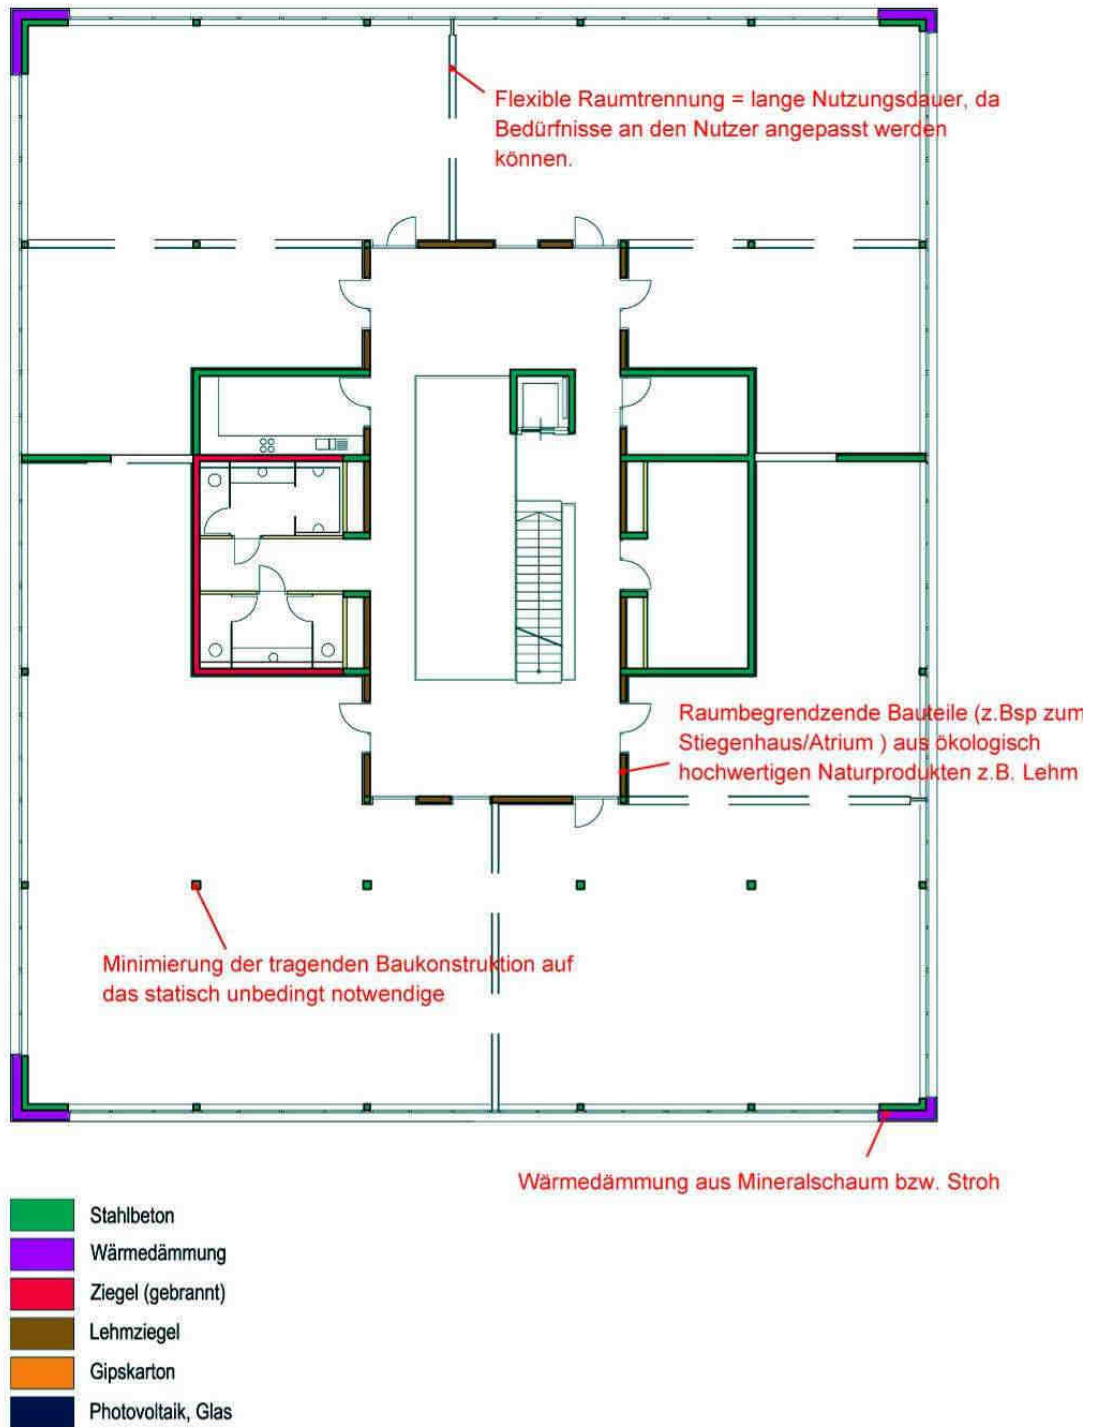 Flexible Raumtrennung = lange Nutzungsdauer, da
Bedürfnisse an den Nutzer angepasst werden
können.
Raumbegrendzende Bauteile (z.Bsp zum
Stiegenhaus/Atrium ) aus ökologisch
hochwertigen Naturprodukten z.B. Lehm
Minimierung der tragenden Baukonstruktion auf
das statisch unbedingt notwendige
Wärmedämmung aus Mineralschaum bzw. Stroh
Stahlbeton
Wärmedämmung
Ziegel (gebrannt)
Lehmziegel
Gipskarton
Photovoltaik, Glas